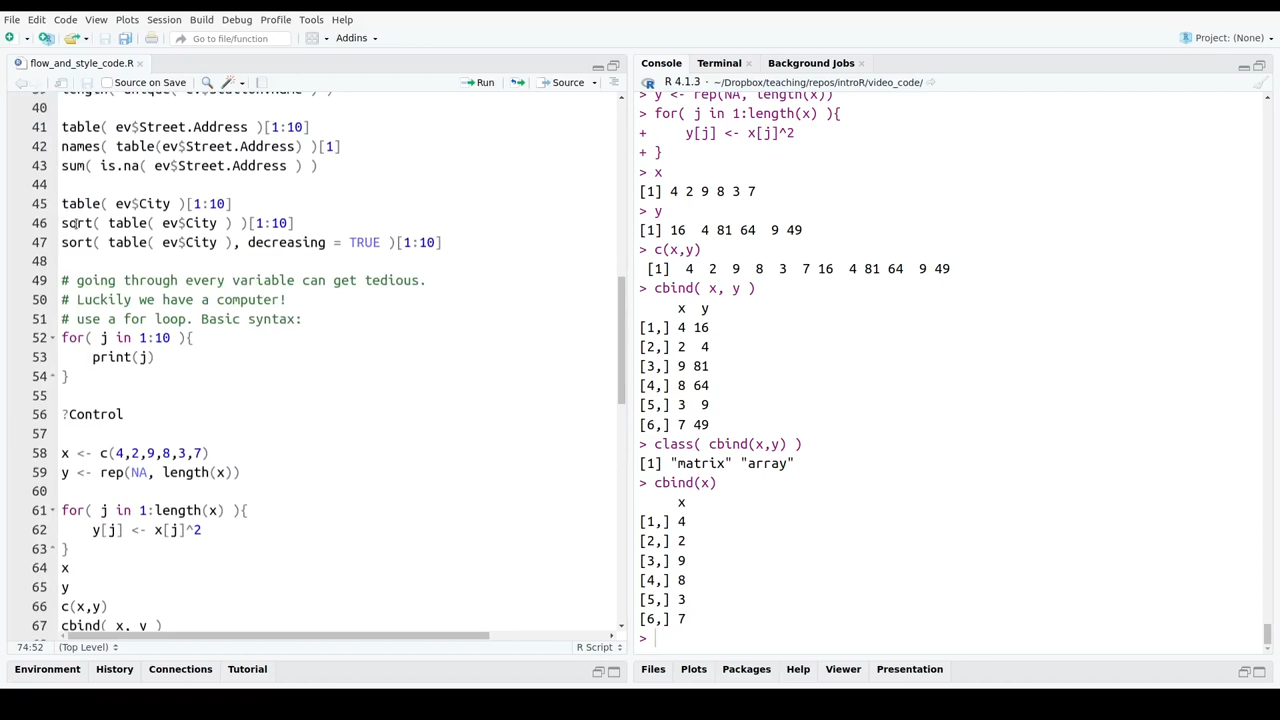 File Edit Code View Plots Session Build Debug Profile Tools Help
Go to file/function Addins Project: (None)
flow_and_style_code.R
Source on Save Run Source
40
41 table( ev$Street.Address )[1:10]
42 names( table(ev$Street.Address) )[1]
43 sum( is.na( ev$Street.Address ) )
44
45 table( ev$City )[1:10]
46 sort( table( ev$City ) )[1:10]
47 sort( table( ev$City ), decreasing = TRUE )[1:10]
48
49 # going through every variable can get tedious.
50 # Luckily we have a computer!
51 # use a for loop. Basic syntax:
52 for( j in 1:10 ){
53 print(j)
54 }
55
56 ?Control
57
58 x <- c(4,2,9,8,3,7)
59 y <- rep(NA, length(x))
60
61 for( j in 1:length(x) ){
62 y[j] <- x[j]^2
63 }
64 x
65 y
66 c(x,y)
67 cbind( x, y )
74:52 (Top Level) R Script
Environment History Connections Tutorial
Console Terminal Background Jobs
R 4.1.3 · ~/Dropbox/teaching/repos/introR/video_code/
> y <- rep(NA, length(x))
> for( j in 1:length(x) ){
+ y[j] <- x[j]^2
+ }
> x
[1] 4 2 9 8 3 7
> y
[1] 16 4 81 64 9 49
> c(x,y)
[1] 4 2 9 8 3 7 16 4 81 64 9 49
> cbind( x, y )
x y
[1,] 4 16
[2,] 2 4
[3,] 9 81
[4,] 8 64
[5,] 3 9
[6,] 7 49
> class( cbind(x,y) )
[1] "matrix" "array"
> cbind(x)
x
[1,] 4
[2,] 2
[3,] 9
[4,] 8
[5,] 3
[6,] 7
>
Files Plots Packages Help Viewer Presentation